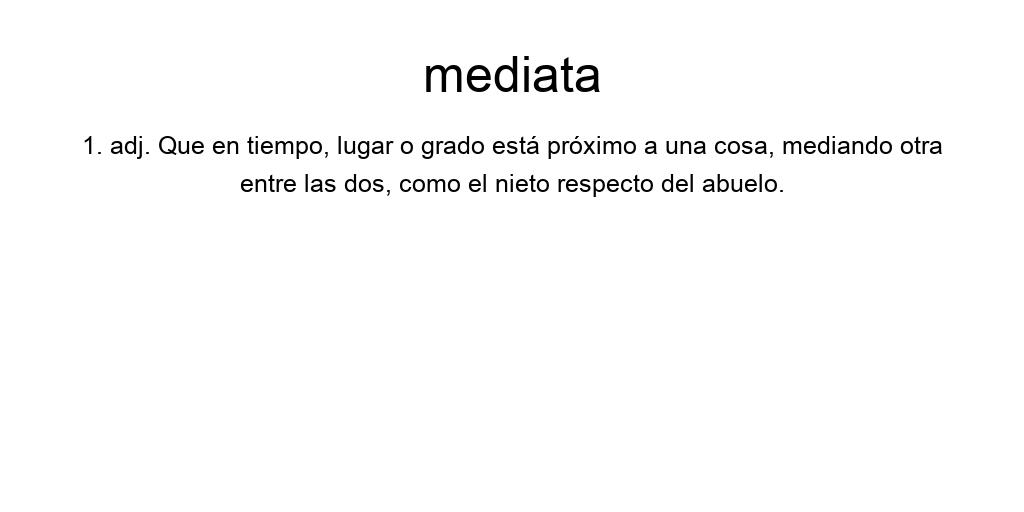 mediata
1. adj. Que en tiempo, lugar o grado está próximo a una cosa, mediando otra
entre las dos, como el nieto respecto del abuelo.